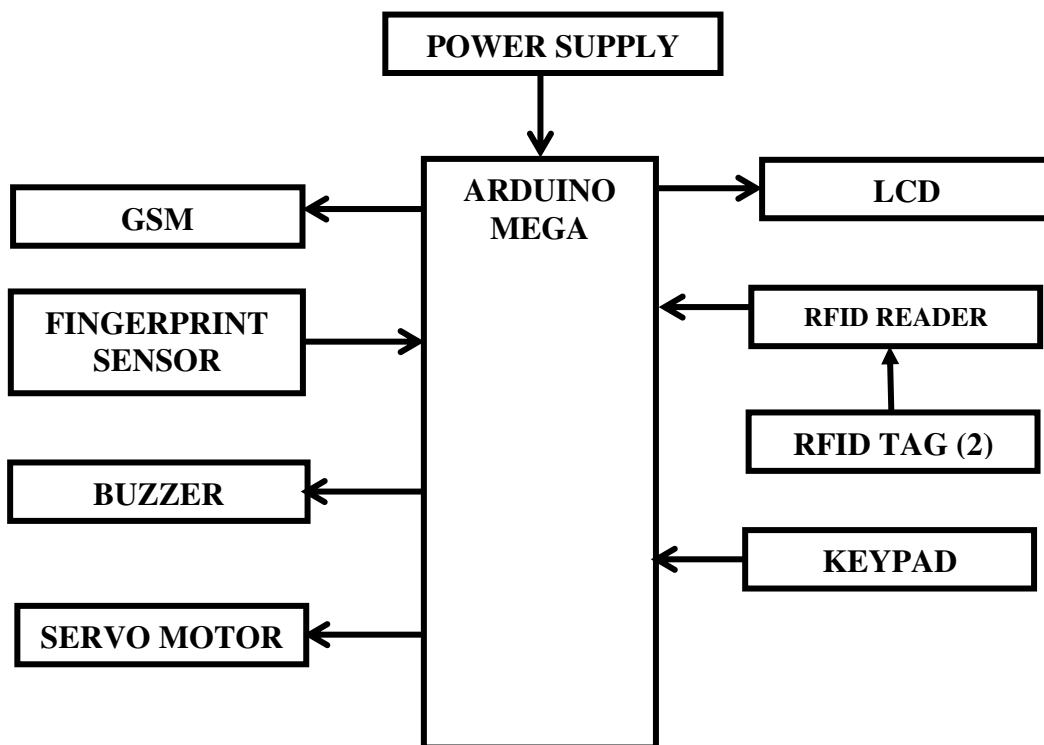 POWER SUPPLY
ARDUINO
MEGA
LCD
GSM
FINGERPRINT
SENSOR
RFID READER
RFID TAG (2)
BUZZER
KEYPAD
SERVO MOTOR